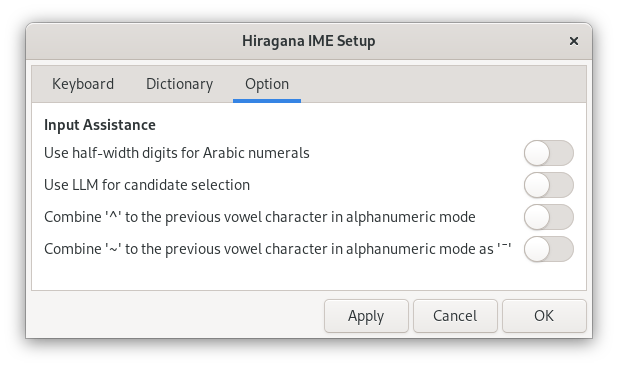 Hiragana IME Setup
Keyboard Dictionary Option
Input Assistance
Use half-width digits for Arabic numerals
Use LLM for candidate selection
Combine '^' to the previous vowel character in alphanumeric mode
Combine '~' to the previous vowel character in alphanumeric mode as '¯'
Apply Cancel OK